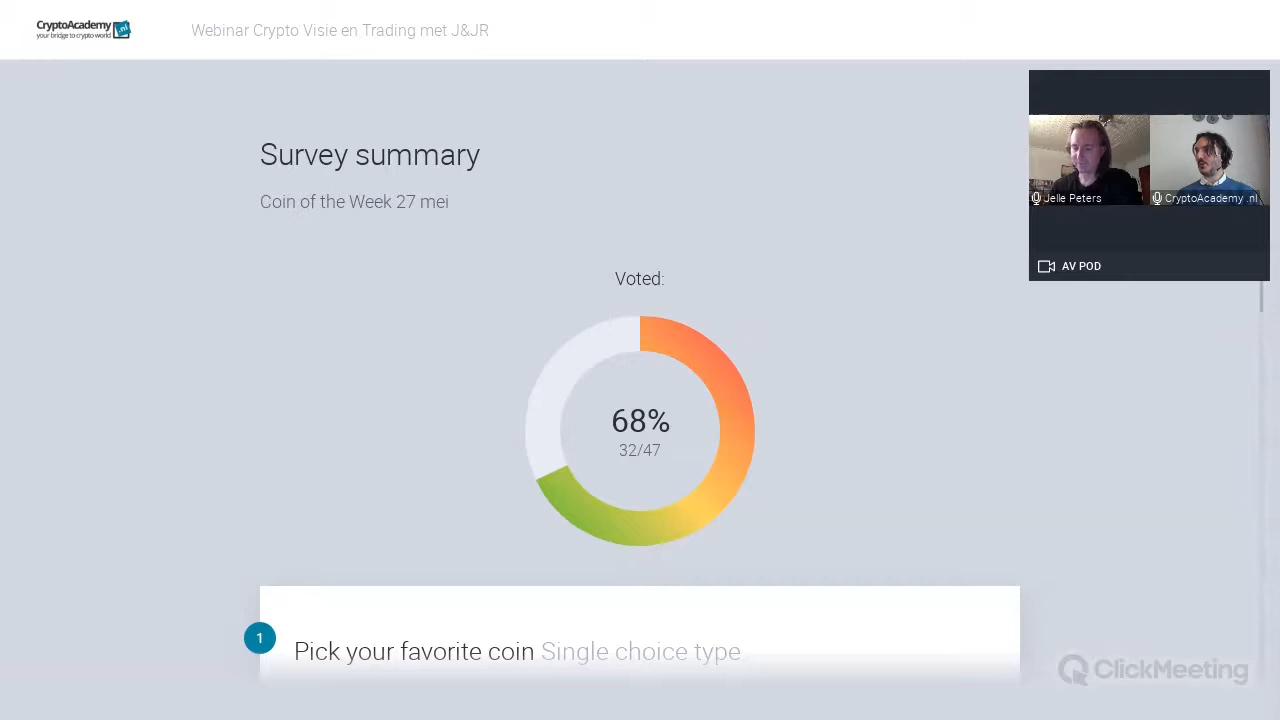 CryptoAcademy .nl
your bridge to crypto world
Webinar Crypto Visie en Trading met J&JR
Jelle Peters
CryptoAcademy .nl
AV POD
Survey summary
Coin of the Week 27 mei
Voted:
68%
32/47
1
Pick your favorite coin Single choice type
ClickMeeting